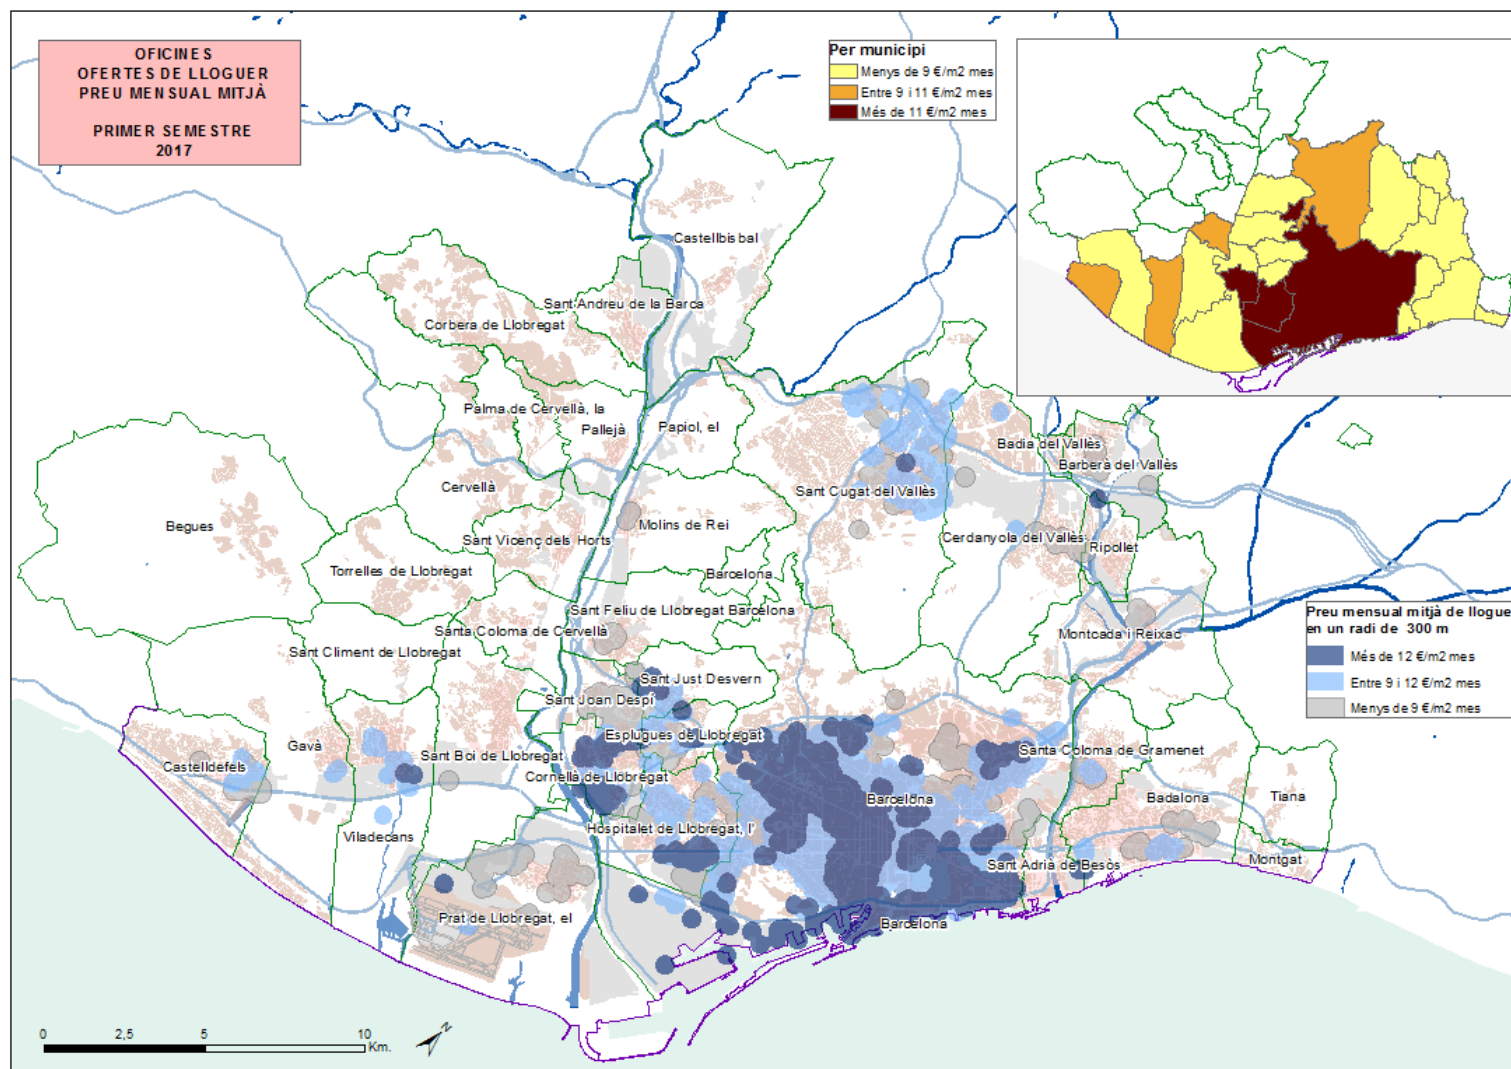 OFICINES
OFERTES DE LLOGUER
PREU MENSUAL MITJÀ
PRIMER SEMESTRE
2017
Per municipi
Menys de 9 €/m2 mes
Entre 9 i 11 €/m2 mes
Més de 11 €/m2 mes
Castellbisbal
Sant Andreu de la Barca
Corbera de Llobregat
Palma de Cervellà, la
Pallejà
Papiol, el
Badia del Vallès
Barberà del Vallès
Cervellà
Sant Cugat del Vallès
Begues
Molins de Rei
Sant Vicenç dels Horts
Cerdanyola del Vallès
Ripollet
Torrelles de Llobregat
Barcelona
Sant Feliu de Llobregat
Barcelona
Santa Coloma de Cervellà
Montcada i Reixac
Sant Climent de Llobregat
Sant Just Desvern
Sant Joan Despí
Preu mensual mitjà de llogue
en un radi de 300 m
Més de 12 €/m2 mes
Entre 9 i 12 €/m2 mes
Menys de 9 €/m2 mes
Esplugues de Llobregat
Gavà
Sant Boi de Llobregat
Santa Coloma de Gramenet
Castelldefels
Cornellà de Llobregat
Barcelona
Badalona
Tiana
Hospitalet de Llobregat, l'
Viladecans
Sant Adrià de Besòs
Montgat
Prat de Llobregat, el
Barcelona
0
2,5
5
10
Km.
N